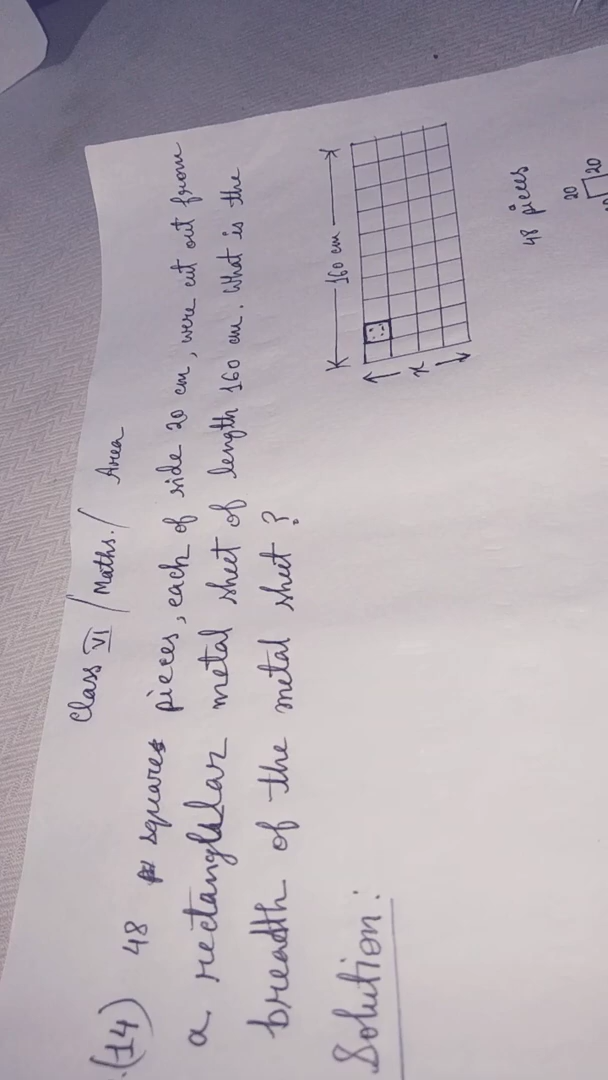 Class VI / Maths. / Area
.(14) 48 squares pieces, each of side 20 cm, were cut out from
a rectanglular metal sheet of length 160 cm. What is the
breadth of the metal sheet?
Solution:
160 cm
x
48 pieces
20
20